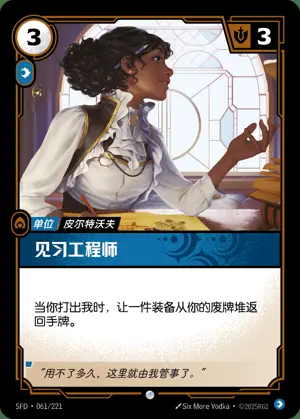 3
3
单位 皮尔特沃夫
见习工程师
当你打出我时，让一件装备从你的废牌堆返
回手牌。
"用不了多久，这里就由我管事了。"
SFD • 061/221
Six More Vodka • ©2025RGI